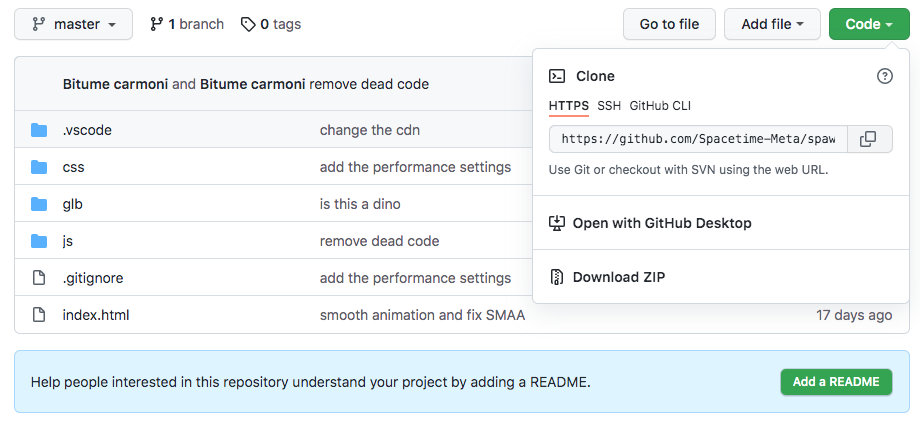 master 1 branch 0 tags Go to file Add file Code
Clone
Bitume carmoni and Bitume carmoni remove dead code
HTTPS SSH GitHub CLI
.vscode change the cdn
https://github.com/Spacetime-Meta/spaw
css add the performance settings
Use Git or checkout with SVN using the web URL.
glb is this a dino
Open with GitHub Desktop
js remove dead code
.gitignore add the performance settings
Download ZIP
index.html smooth animation and fix SMAA 17 days ago
Help people interested in this repository understand your project by adding a README. Add a README